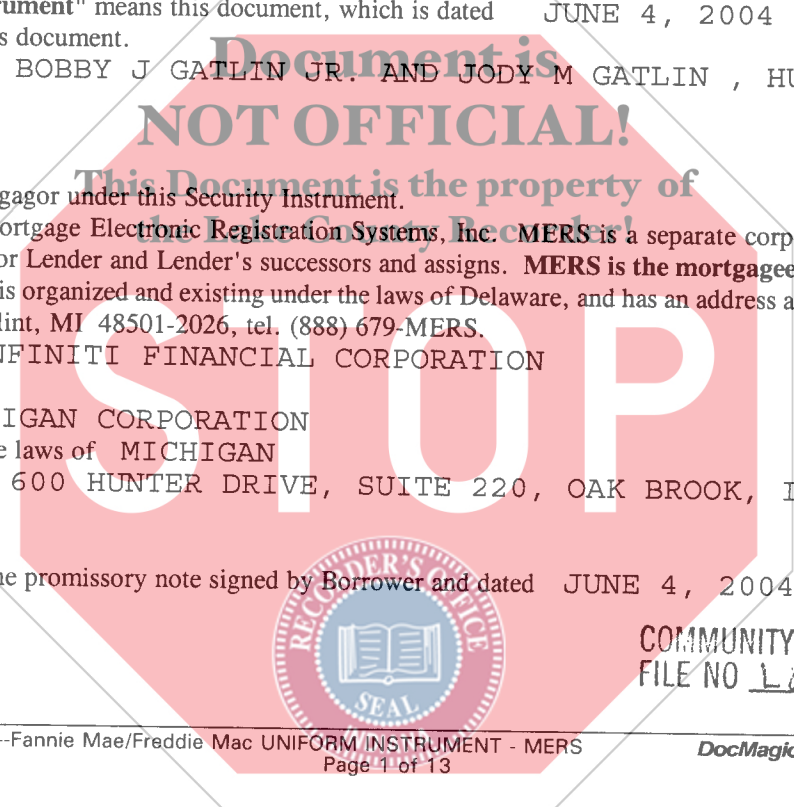 rument" means this document, which is dated JUNE 4, 2004
s document.
BOBBY J GATLIN JR. AND JODY M GATLIN , HU
Document is
NOT OFFICIAL!
This Document is the property of
the Lake County Recorder!
gagor under this Security Instrument.
ortgage Electronic Registration Systems, Inc. MERS is a separate corp
or Lender and Lender's successors and assigns. MERS is the mortgagee
is organized and existing under the laws of Delaware, and has an address a
lint, MI 48501-2026, tel. (888) 679-MERS.
NFINITI FINANCIAL CORPORATION
STOP
IGAN CORPORATION
e laws of MICHIGAN
600 HUNTER DRIVE, SUITE 220, OAK BROOK, I
ne promissory note signed by Borrower and dated JUNE 4, 2004
RECORDER'S OFFICE
SEAL
COMMUNITY
FILE NO
--Fannie Mae/Freddie Mac UNIFORM INSTRUMENT - MERS DocMagic
Page 1 of 13